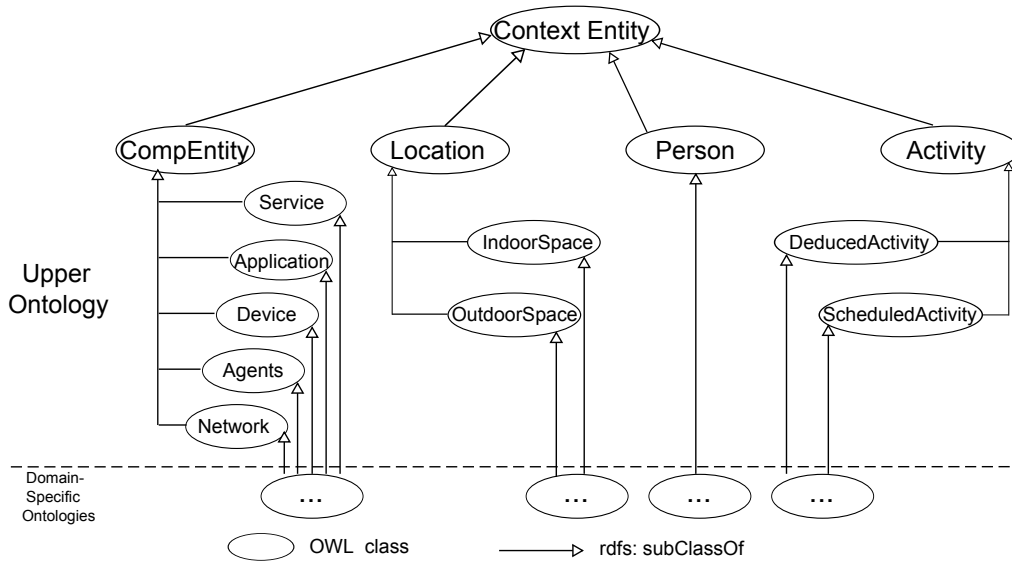 Context Entity
CompEntity
Location
Person
Activity
Service
IndoorSpace
DeducedActivity
Application
Upper
Ontology
Device
OutdoorSpace
ScheduledActivity
Agents
Network
Domain-
Specific
Ontologies
...
...
...
...
OWL class
rdfs: subClassOf